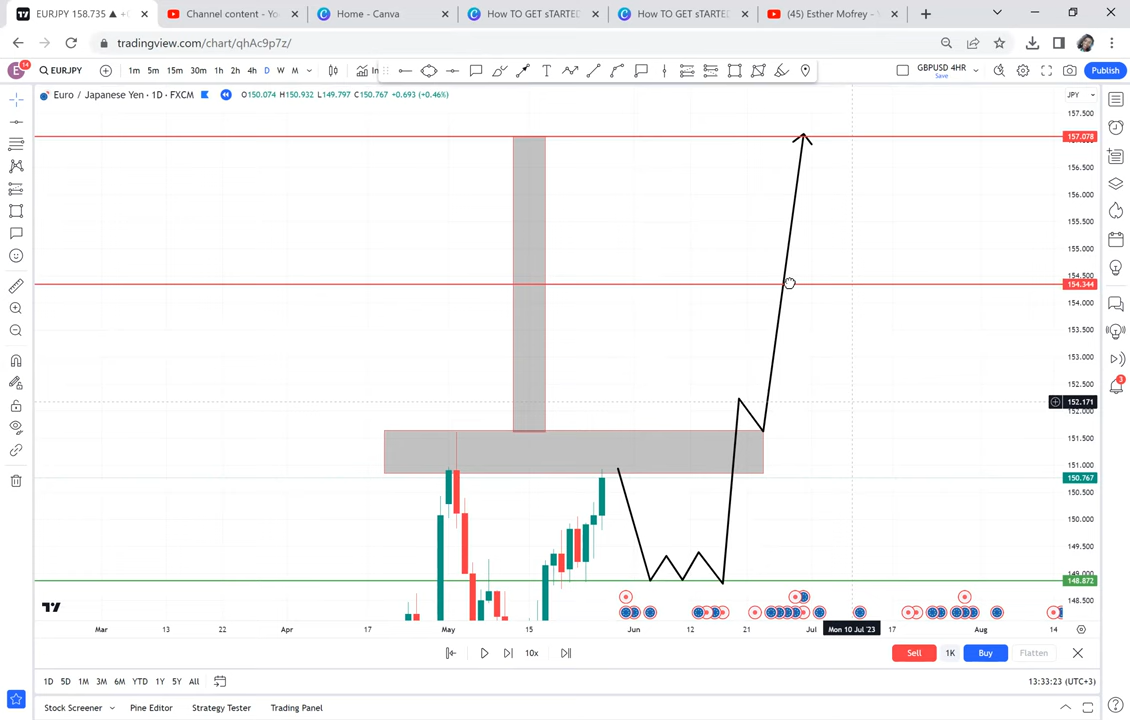 EURJPY 158.735 ▲ +0
Channel content - Yo
Home - Canva
How TO GET sTARTED
How TO GET sTARTED
(45) Esther Mofrey - Y
tradingview.com/chart/qhAc9p7z/
E 14 EURJPY 1m 5m 15m 30m 1h 2h 4h D W M In GBPUSD 4HR Save Publish
Euro / Japanese Yen · 1D · FXCM O150.074 H150.932 L149.797 C150.767 +0.693 (+0.46%) JPY
157.500
157.078
156.500
156.000
155.500
155.000
154.500
154.344
154.000
153.500
153.000
152.500
152.171
152.000
151.500
151.000
150.767
150.500
150.000
149.500
149.000
148.872
148.500
3
Mar 13 22 Apr 17 May 15 Jun 12 21 Jul Mon 10 Jul '23 17 Aug 14
10x Sell 1K Buy Flatten
1D 5D 1M 3M 6M YTD 1Y 5Y All 13:33:23 (UTC+3)
Stock Screener Pine Editor Strategy Tester Trading Panel